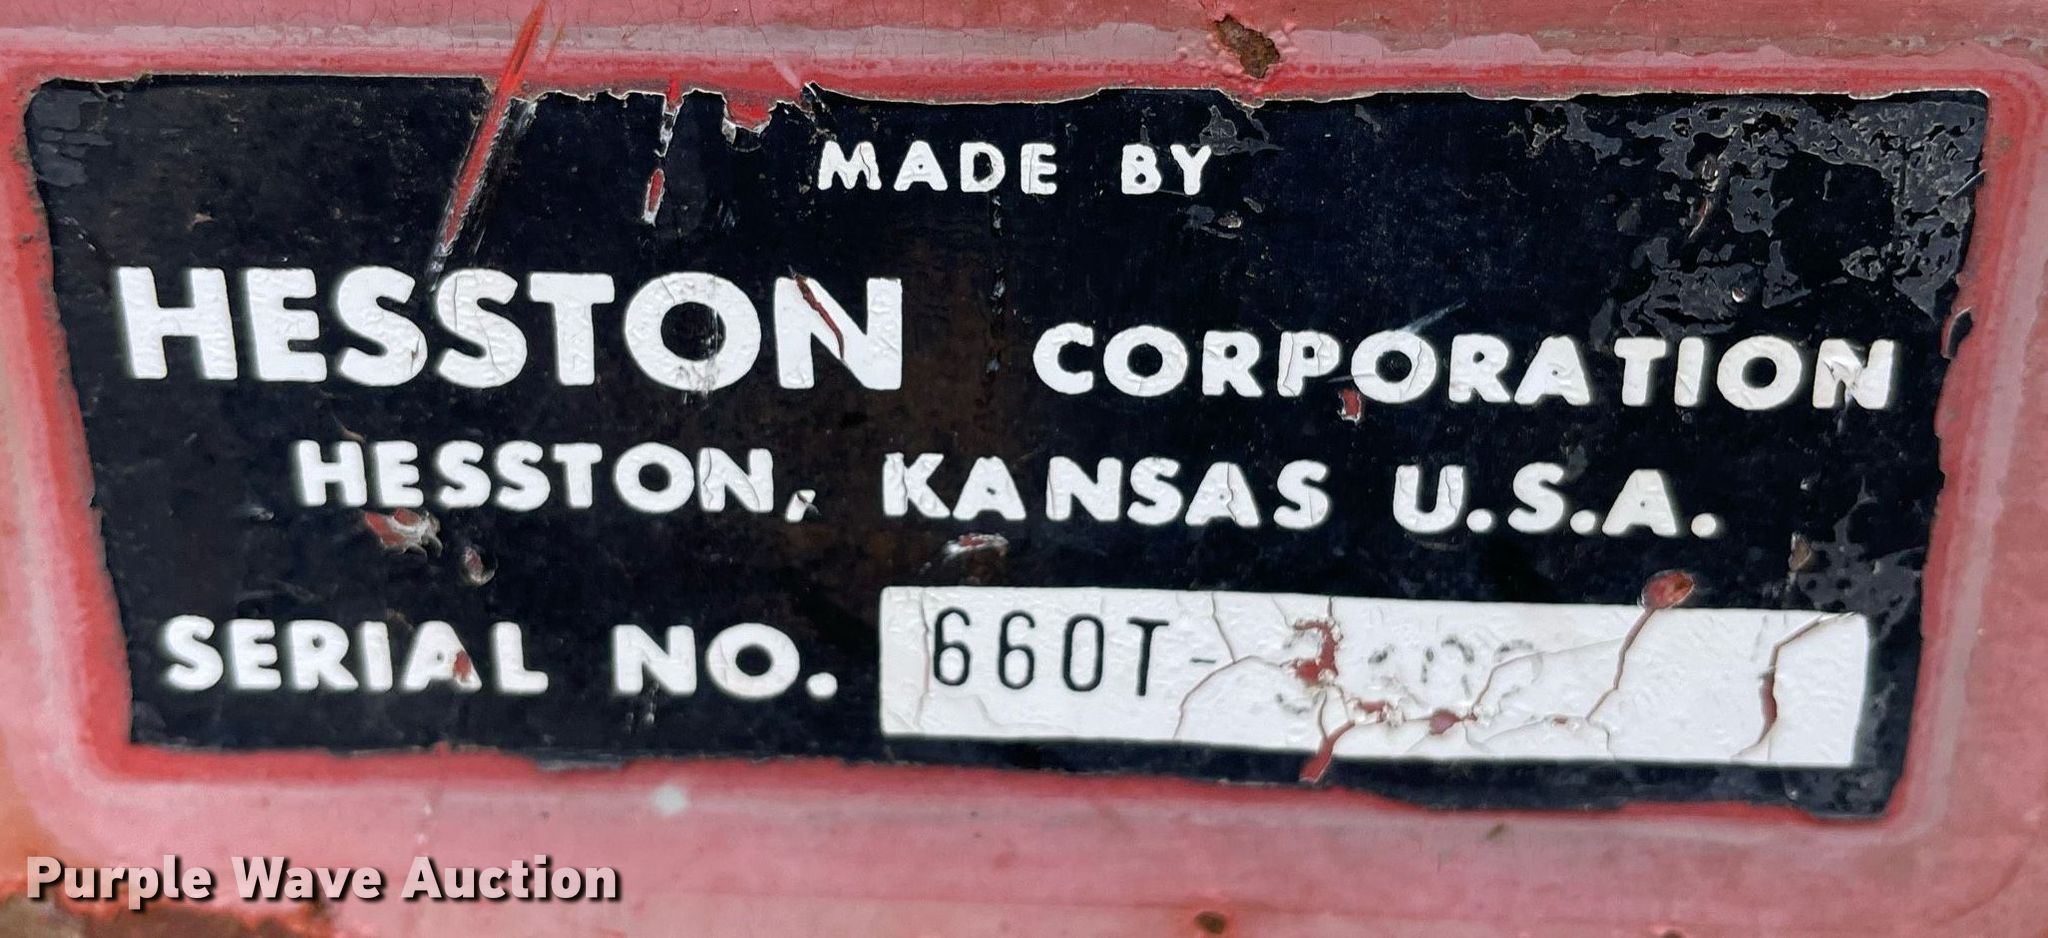 MADE BY
HESSTON CORPORATION
HESSTON, KANSAS U.S.A.
SERIAL NO. 660T-
Purple Wave Auction